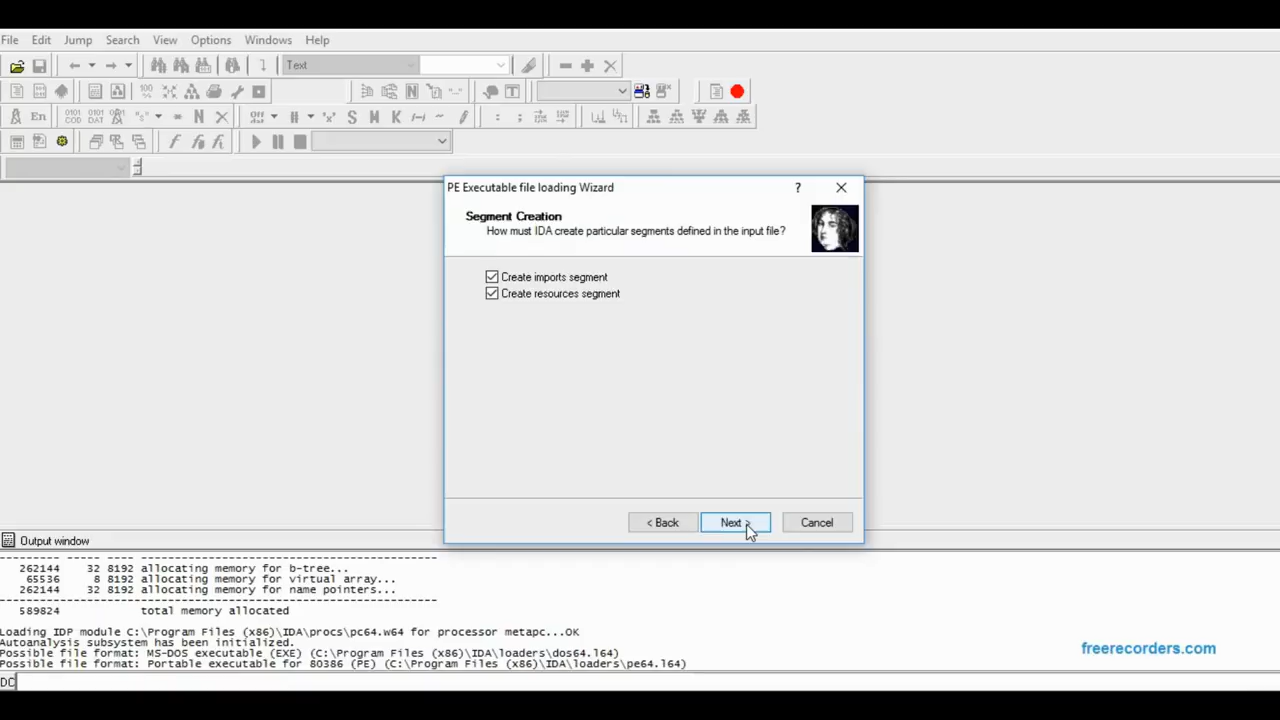 File Edit Jump Search View Options Windows Help
Text
En
PE Executable file loading Wizard
?
Segment Creation
How must IDA create particular segments defined in the input file?
Create imports segment
Create resources segment
< Back Next > Cancel
Output window
262144 32 8192 allocating memory for b-tree...
65536 8 8192 allocating memory for virtual array...
262144 32 8192 allocating memory for name pointers...
-----------------------------------------------------------------
589824 total memory allocated
Loading IDP module C:\Program Files (x86)\IDA\procs\pc64.w64 for processor metapc...OK
Autoanalysis subsystem has been initialized.
Possible file format: MS-DOS executable (EXE) (C:\Program Files (x86)\IDA\loaders\dos64.l64)
Possible file format: Portable executable for 80386 (PE) (C:\Program Files (x86)\IDA\loaders\pe64.l64)
freerecorders.com